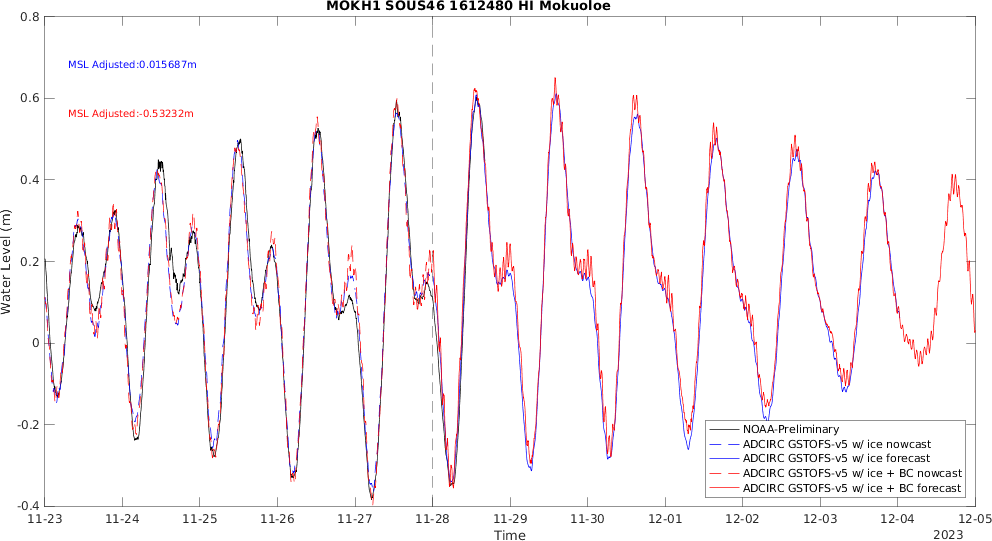 MOKH1 SOUS46 1612480 HI Mokuoloe
MSL Adjusted:0.015687m
MSL Adjusted:-0.53232m
Water Level (m)
0.8
0.6
0.4
0.2
0
-0.2
-0.4
NOAA-Preliminary
ADCIRC GSTOFS-v5 w/ ice nowcast
ADCIRC GSTOFS-v5 w/ ice forecast
ADCIRC GSTOFS-v5 w/ ice + BC nowcast
ADCIRC GSTOFS-v5 w/ ice + BC forecast
11-23 11-24 11-25 11-26 11-27 11-28 11-29 11-30 12-01 12-02 12-03 12-04 12-05
Time
2023